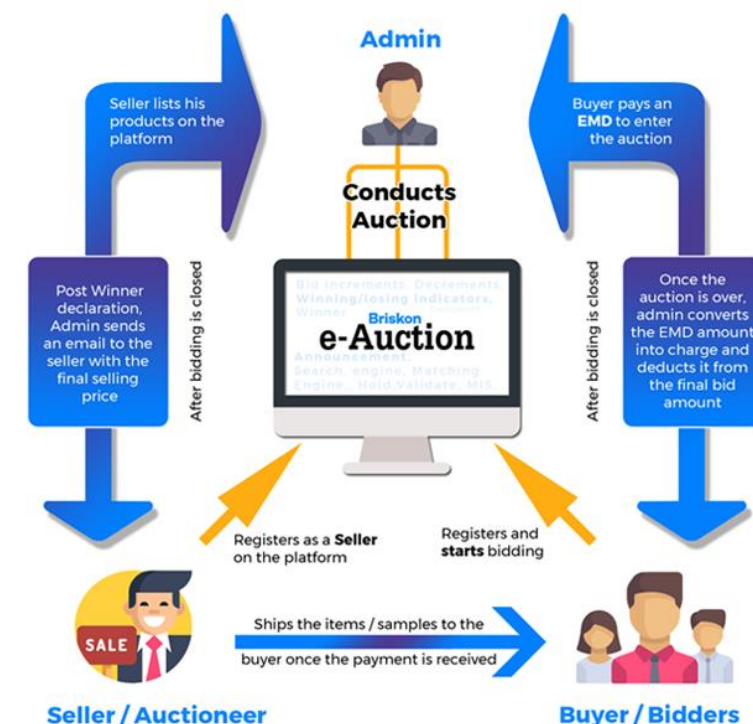 Admin
Seller lists his
products on the
platform
Buyer pays an
EMD to enter
the auction
Conducts
Auction
Post Winner
declaration,
Admin sends
an email to the
seller with the
final selling
price
After bidding is closed
Bid Increments, Decrements,
Winning/losing indicators,
Winner
Briskon
e-Auction
Announcement.
Search, engine, Matching
Engine., Hold,Validate, MIS,
After bidding is closed
Once the
auction is over,
admin converts
the EMD amount
into charge and
deducts it from
the final bid
amount
Registers as a Seller
on the platform
Registers and
starts bidding
SALE
Ships the items / samples to the
buyer once the payment is received
Seller / Auctioneer
Buyer / Bidders